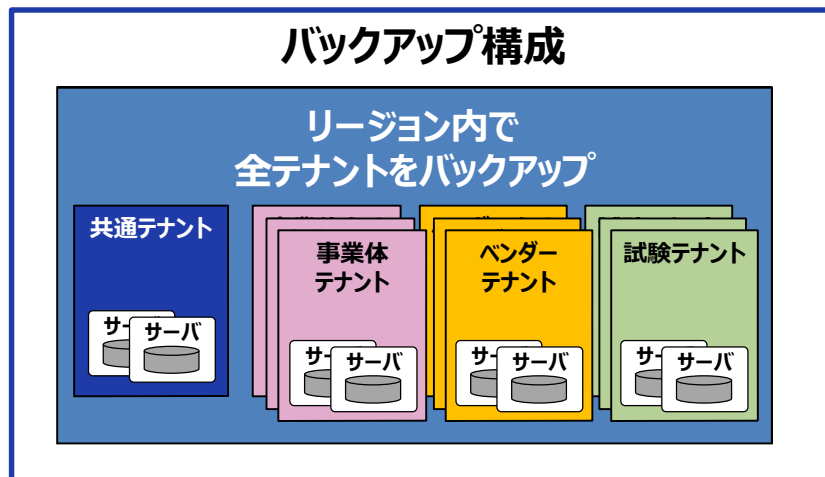 バックアップ構成
リージョン内で
全テナントをバックアップ
共通テナント
サーバ
サーバ
事業体
テナント
サーバ
サーバ
ベンダー
テナント
サーバ
サーバ
試験テナント
サーバ
サーバ